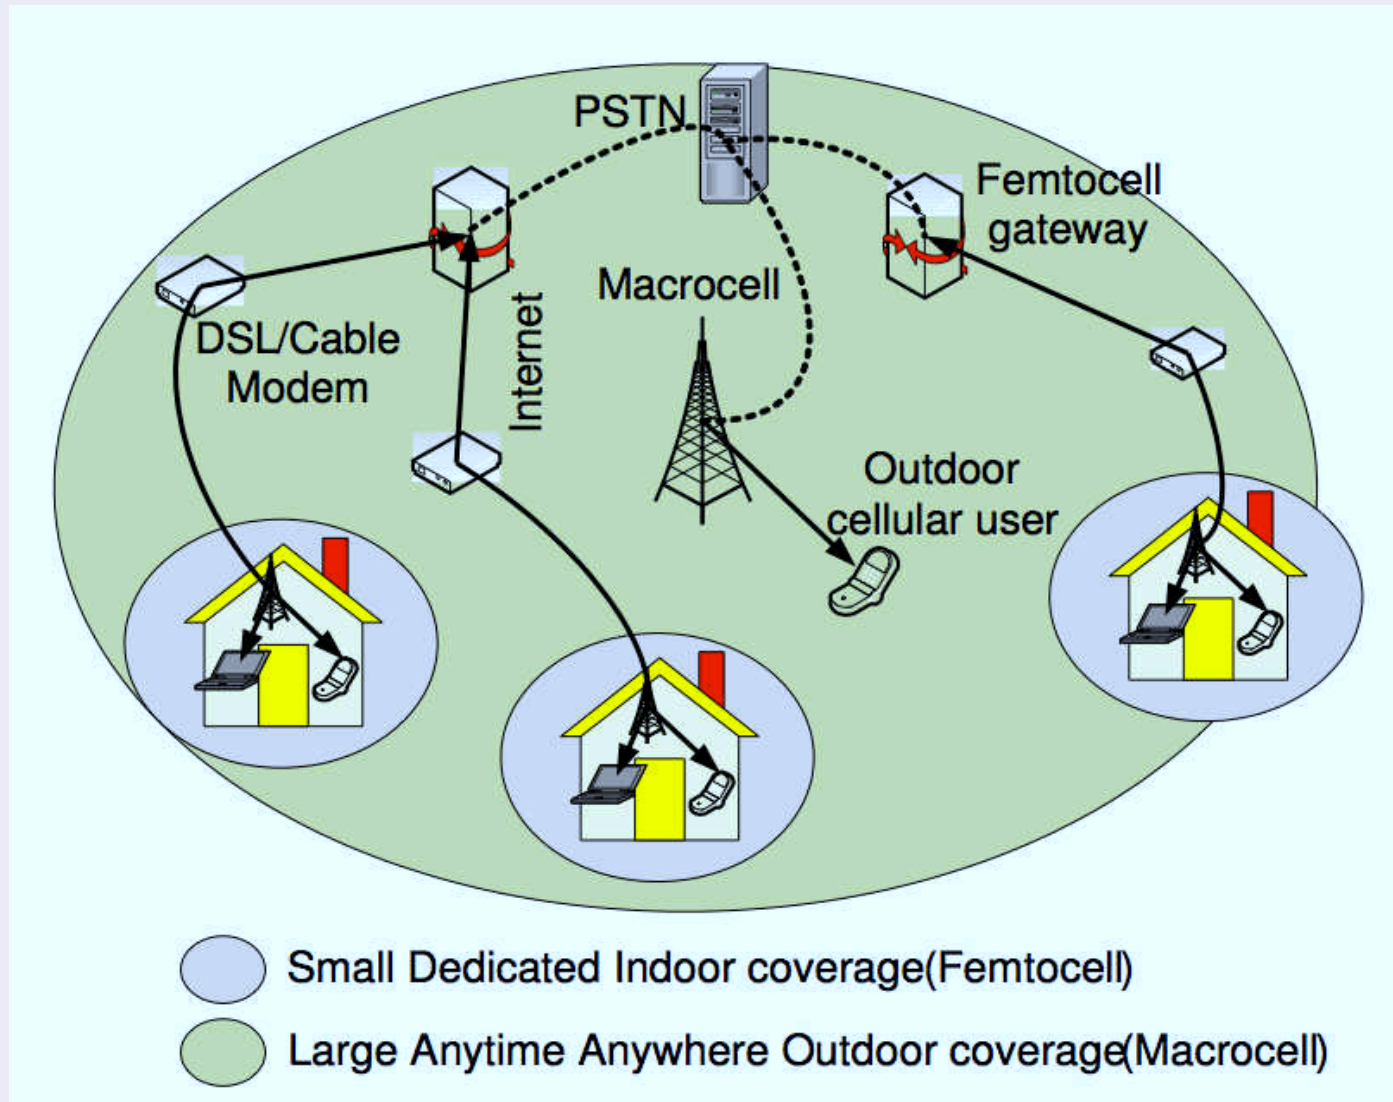 PSTN
Femtocell
gateway
Macrocell
DSL/Cable
Modem
Internet
Outdoor
cellular user
Small Dedicated Indoor coverage(Femtocell)
Large Anytime Anywhere Outdoor coverage(Macrocell)